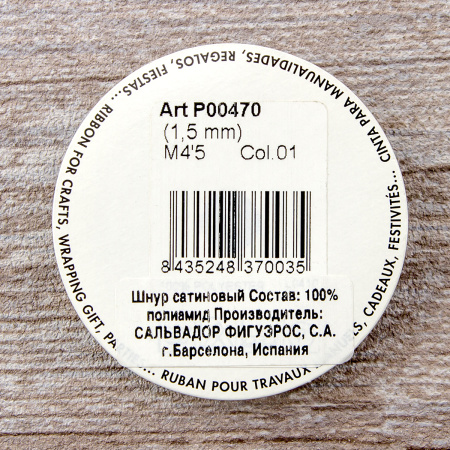 Art P00470
(1,5 mm)
M4'5 Col.01
8 435248 370035
Шнур сатиновый Состав: 100%
полиамид Производитель:
САЛЬВАДОР ФИГУЭРОС, С.А.
г.Барселона, Испания
RIBBON FOR CRAFTS, WRAPPING GIFT,
RUBAN POUR TRAVAUX
CADEAUX, FESTIVITÉS...
CINTA PARA MANUALIDADES, REGALOS, FIESTAS...